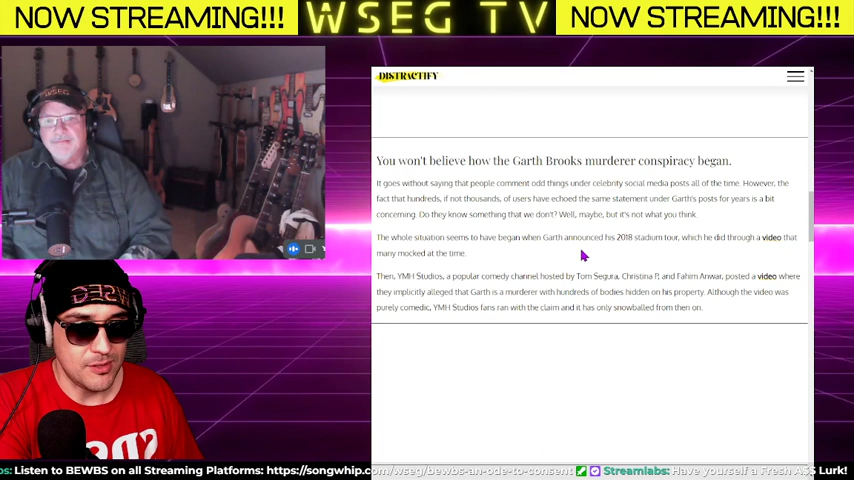 NOW STREAMING!!! WSEG TV NOW STREAMING!!!
WSEG
DISTRACTIFY
You won't believe how the Garth Brooks murderer conspiracy began.
It goes without saying that people comment odd things under celebrity social media posts all of the time. However, the
fact that hundreds, if not thousands, of users have echoed the same statement under Garth's posts for years is a bit
concerning. Do they know something that we don't? Well, maybe, but it's not what you think.
The whole situation seems to have began when Garth announced his 2018 stadium tour, which he did through a video that
many mocked at the time.
Then, YMH Studios, a popular comedy channel hosted by Tom Segura, Christina P, and Fahim Anwar, posted a video where
they implicitly alleged that Garth is a murderer with hundreds of bodies hidden on his property. Although the video was
purely comedic, YMH Studios fans ran with the claim and it has only snowballed from then on.
WSEG
os: Listen to BEWBS on all Streaming Platforms: https://songwhip.com/wseg/bewbs-an-ode-to-consent Streamlabs: Have yourself a Fresh A$$ Lurk!